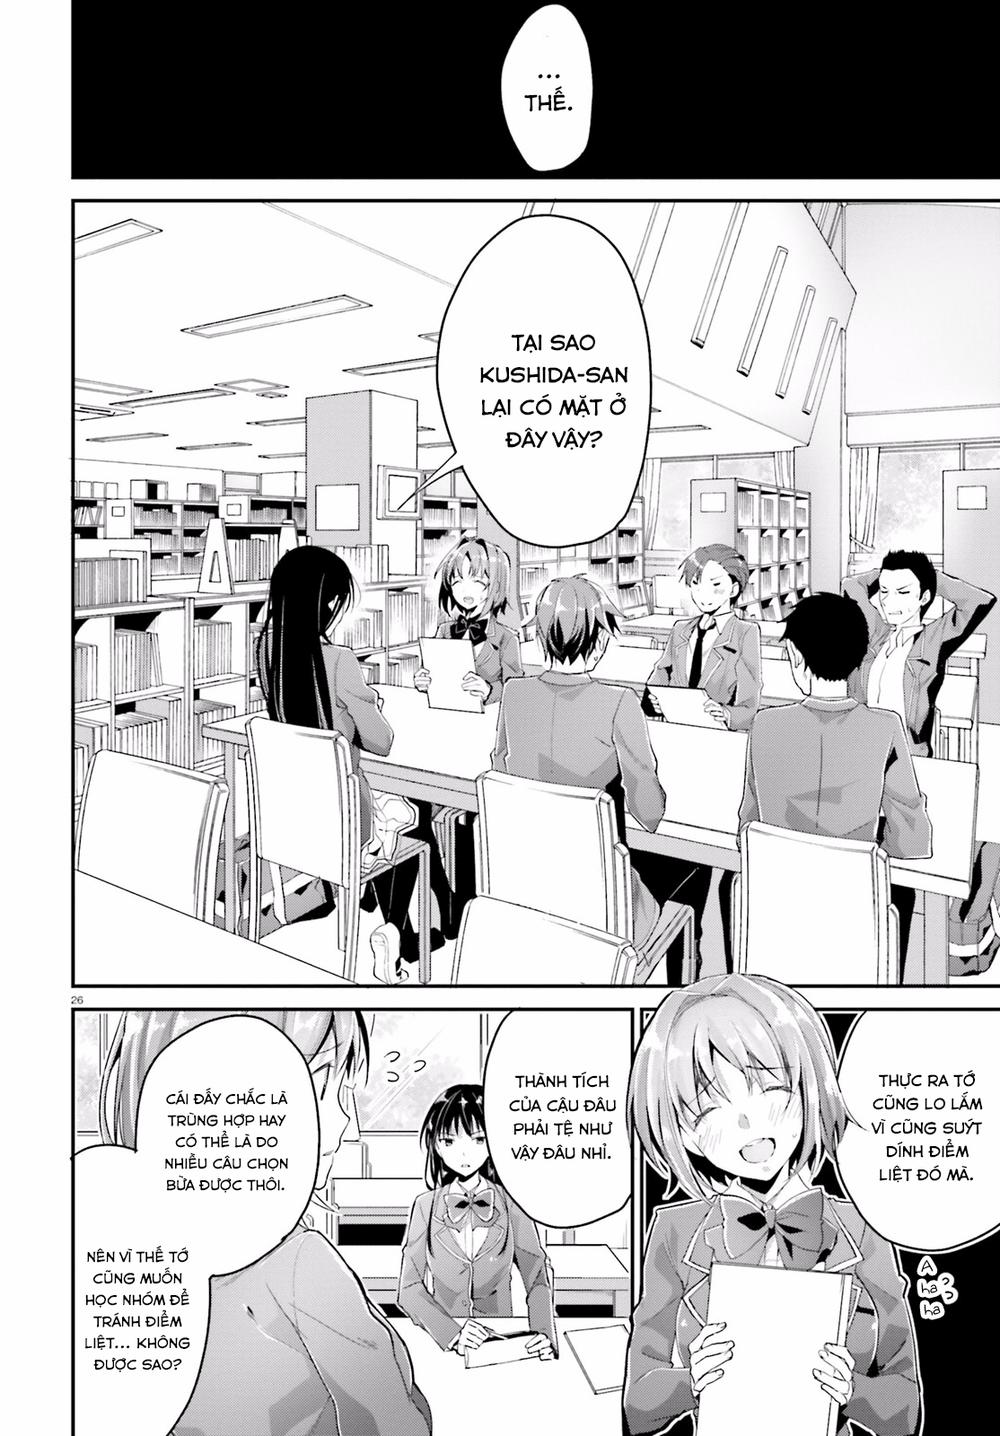 ...
THẾ.
TẠI SAO
KUSHIDA-SAN
LẠI CÓ MẶT Ở
ĐÂY VẬY?
26
THỰC RA TỚ
CŨNG LO LẮM
VÌ CŨNG SUÝT
DÍNH ĐIỂM
LIỆT ĐÓ MÀ.
A
ha
ha
THÀNH TÍCH
CỦA CẬU ĐÂU
PHẢI TỆ NHƯ
VẬY ĐÂU NHỈ.
CÁI ĐẤY CHẮC LÀ
TRÙNG HỢP HAY
CÓ THỂ LÀ DO
NHIỀU CÂU CHỌN
BỪA ĐƯỢC THÔI.
NÊN VÌ THẾ TỚ
CŨNG MUỐN
HỌC NHÓM ĐỂ
TRÁNH ĐIỂM
LIỆT... KHÔNG
ĐƯỢC SAO?